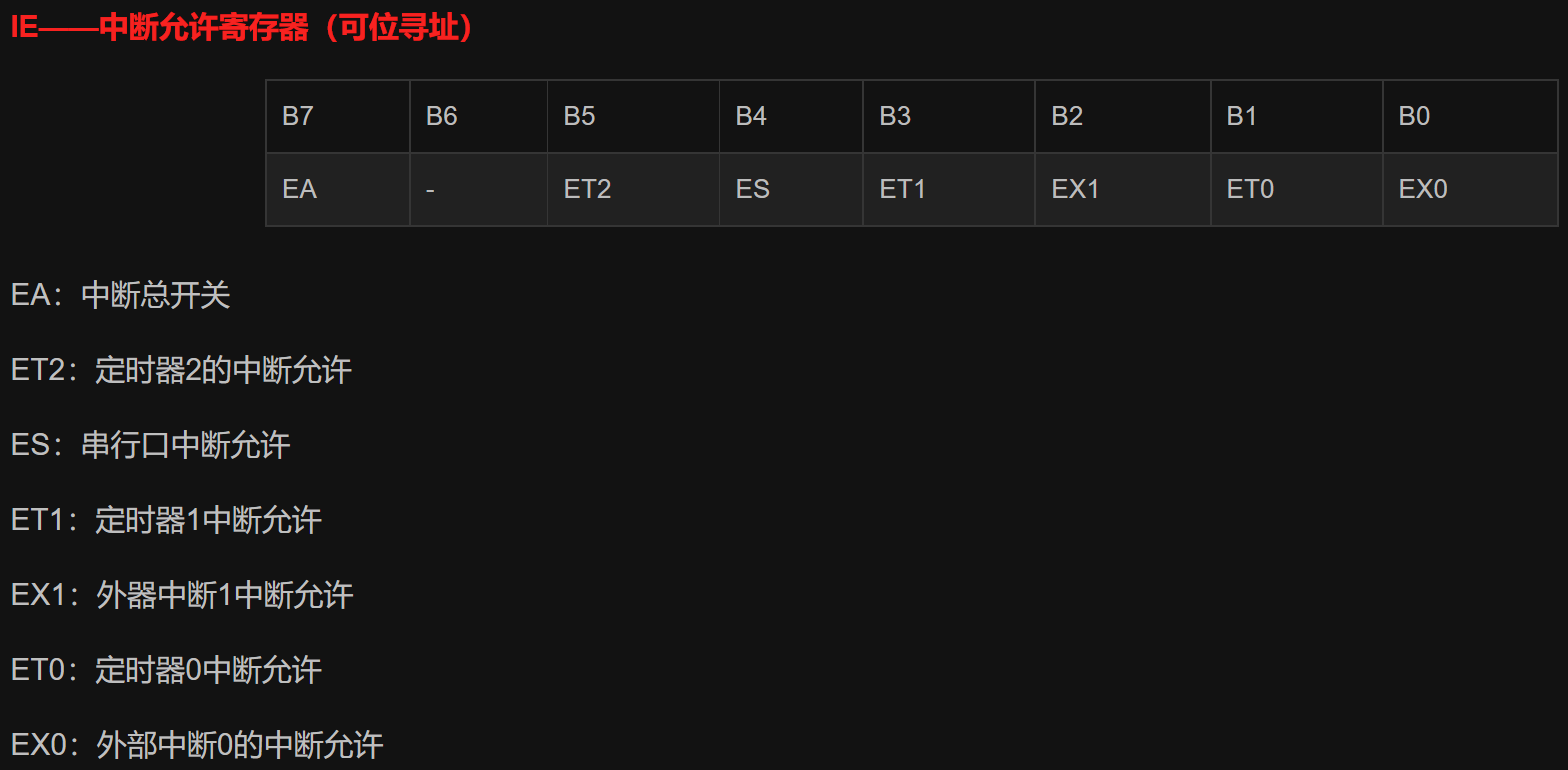 IE——中断允许寄存器（可位寻址）
B7 B6 B5 B4 B3 B2 B1 B0
EA - ET2 ES ET1 EX1 ET0 EX0
EA：中断总开关
ET2：定时器2的中断允许
ES：串行口中断允许
ET1：定时器1中断允许
EX1：外器中断1中断允许
ET0：定时器0中断允许
EX0：外部中断0的中断允许